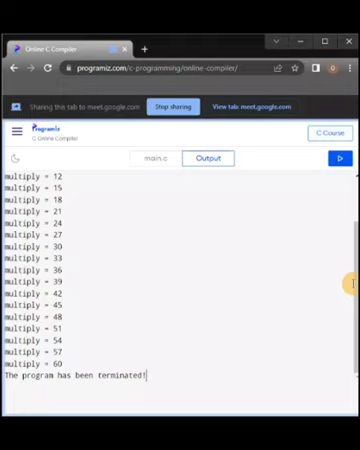 Online C Compiler
programiz.com/c-programming/online-compiler/
Sharing this tab to meet.google.com
Stop sharing
View tab: meet.google.com
Programiz
C Online Compiler
C Course
main.c
Output
multiply = 12
multiply = 15
multiply = 18
multiply = 21
multiply = 24
multiply = 27
multiply = 30
multiply = 33
multiply = 36
multiply = 39
multiply = 42
multiply = 45
multiply = 48
multiply = 51
multiply = 54
multiply = 57
multiply = 60
The program has been terminated!